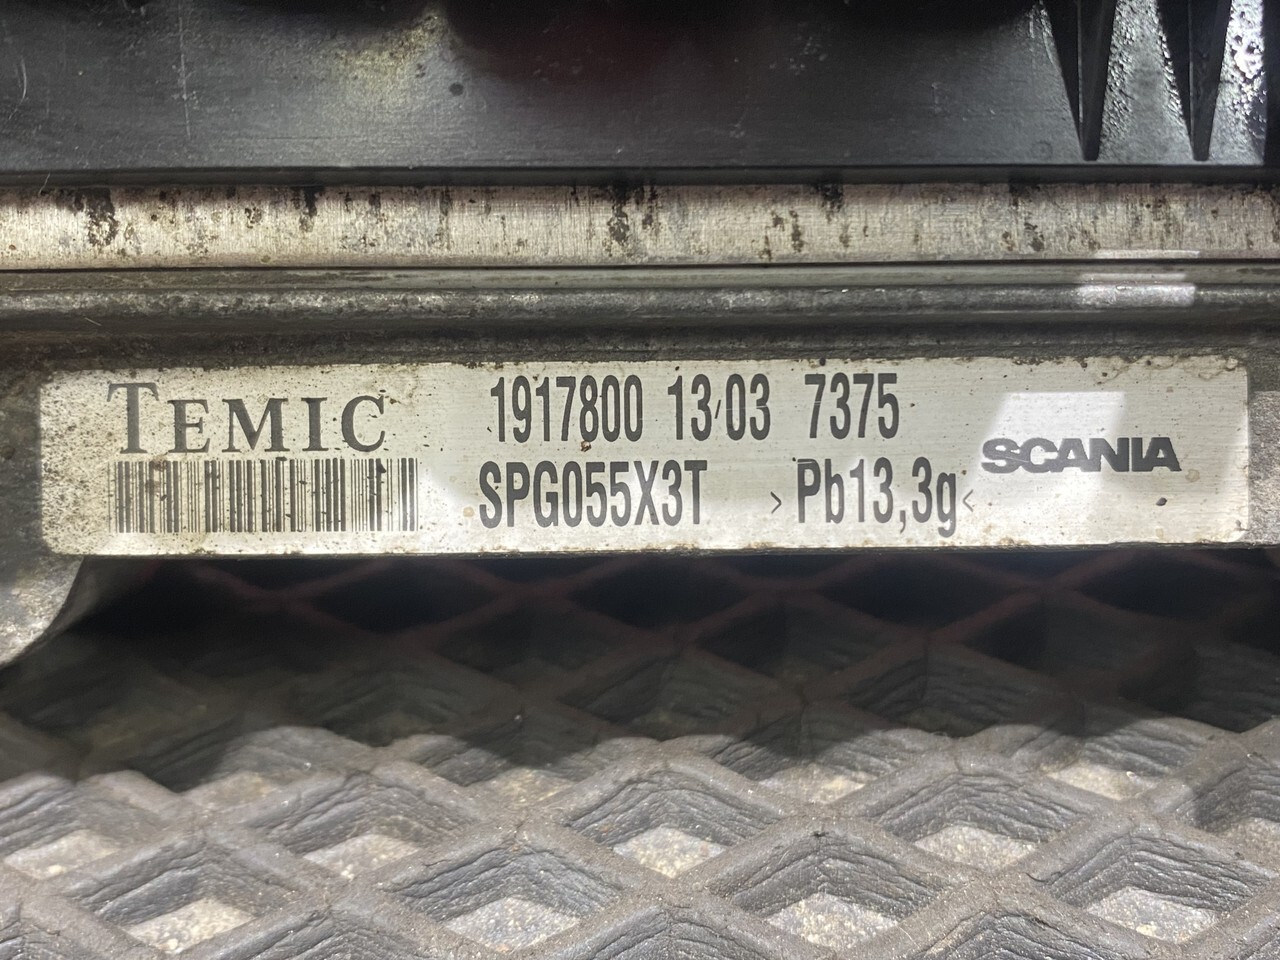 TEMIC 1917800 13/03 7375
SPG055X3T >Pb13,3g< SCANIA